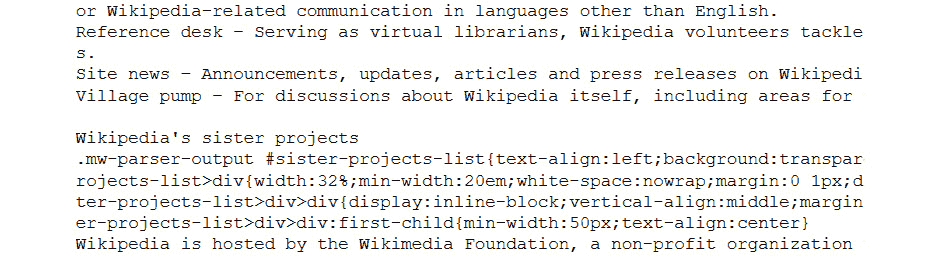 or Wikipedia-related communication in languages other than English.
Reference desk – Serving as virtual librarians, Wikipedia volunteers tackle
s.
Site news – Announcements, updates, articles and press releases on Wikipedi
Village pump – For discussions about Wikipedia itself, including areas for
Wikipedia's sister projects
.mw-parser-output #sister-projects-list{text-align:left;background:transpar
rojects-list>div{width:32%;min-width:20em;white-space:nowrap;margin:0 1px;d
ter-projects-list>div>div{display:inline-block;vertical-align:middle;margin
er-projects-list>div>div:first-child{min-width:50px;text-align:center}
Wikipedia is hosted by the Wikimedia Foundation, a non-profit organization